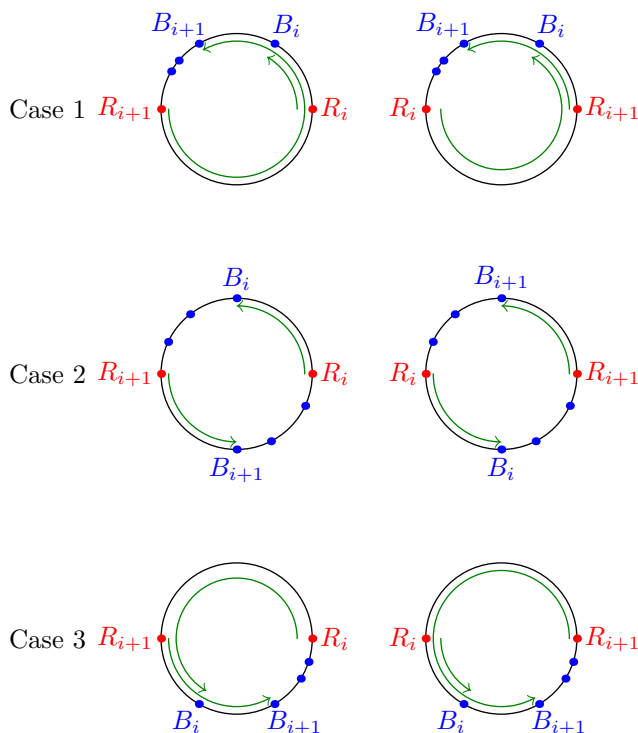 B_{i+1} B_i B_{i+1} B_i
Case 1 R_{i+1} R_i R_i R_{i+1}
B_i B_{i+1}
Case 2 R_{i+1} R_i R_i R_{i+1}
B_{i+1} B_i
Case 3 R_{i+1} R_i R_i R_{i+1}
B_i B_{i+1} B_i B_{i+1}